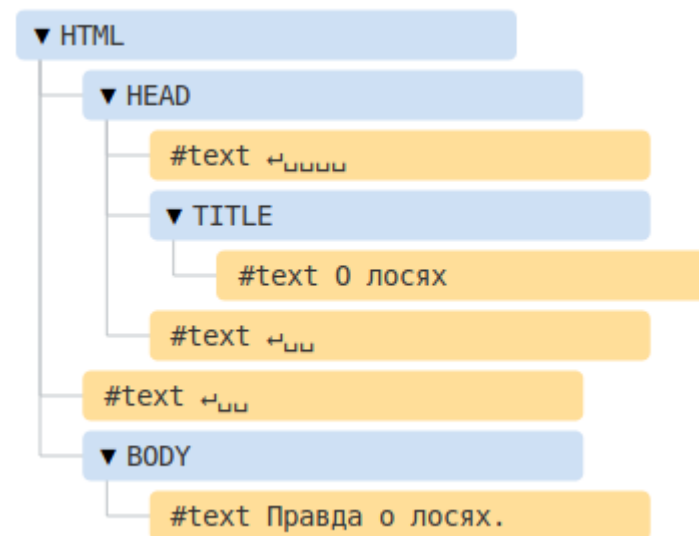 ▼ HTML
▼ HEAD
#text ↵␣␣␣␣
▼ TITLE
#text О лосях
#text ↵␣␣
#text ↵␣␣
▼ BODY
#text Правда о лосях.